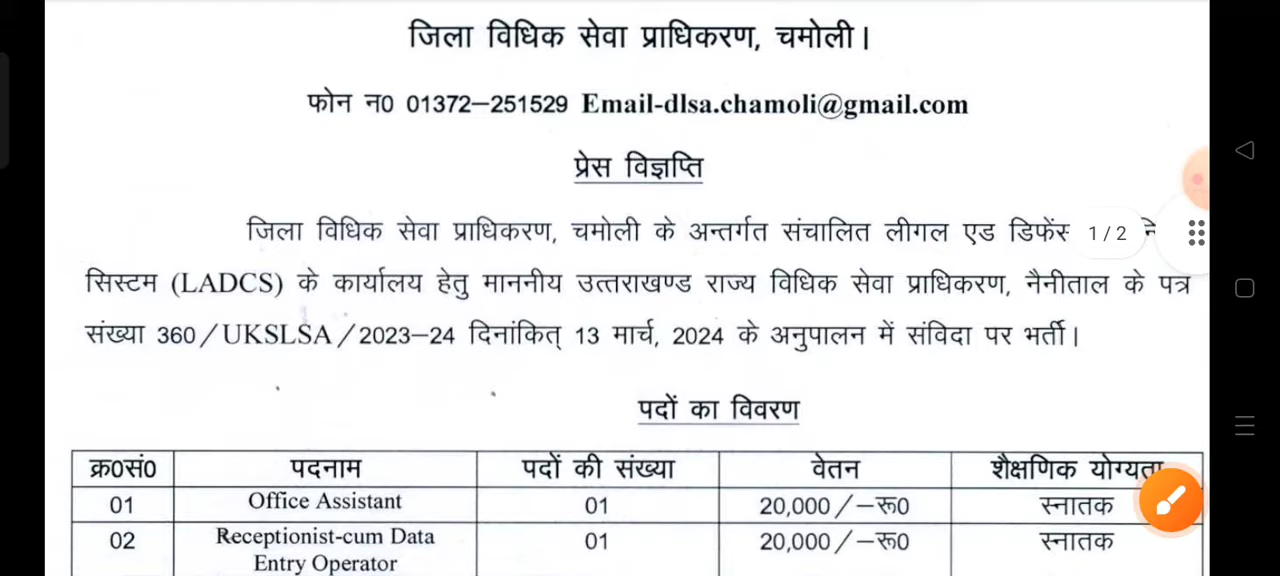 जिला विधिक सेवा प्राधिकरण, चमोली।
फोन न0 01372–251529 Email-dlsa.chamoli@gmail.com
प्रेस विज्ञप्ति
जिला विधिक सेवा प्राधिकरण, चमोली के अन्तर्गत संचालित लीगल एड डिफेंस
1/2
सिस्टम (LADCS) के कार्यालय हेतु माननीय उत्तराखण्ड राज्य विधिक सेवा प्राधिकरण, नैनीताल के पत्र
संख्या 360/UKSLSA/2023–24 दिनांकित् 13 मार्च, 2024 के अनुपालन में संविदा पर भर्ती।
पदों का विवरण
क्र0सं0 पदनाम पदों की संख्या वेतन शैक्षणिक योग्यता
01 Office Assistant 01 20,000/–रू0 स्नातक
02 Receptionist-cum Data 01 20,000/–रू0 स्नातक
Entry Operator